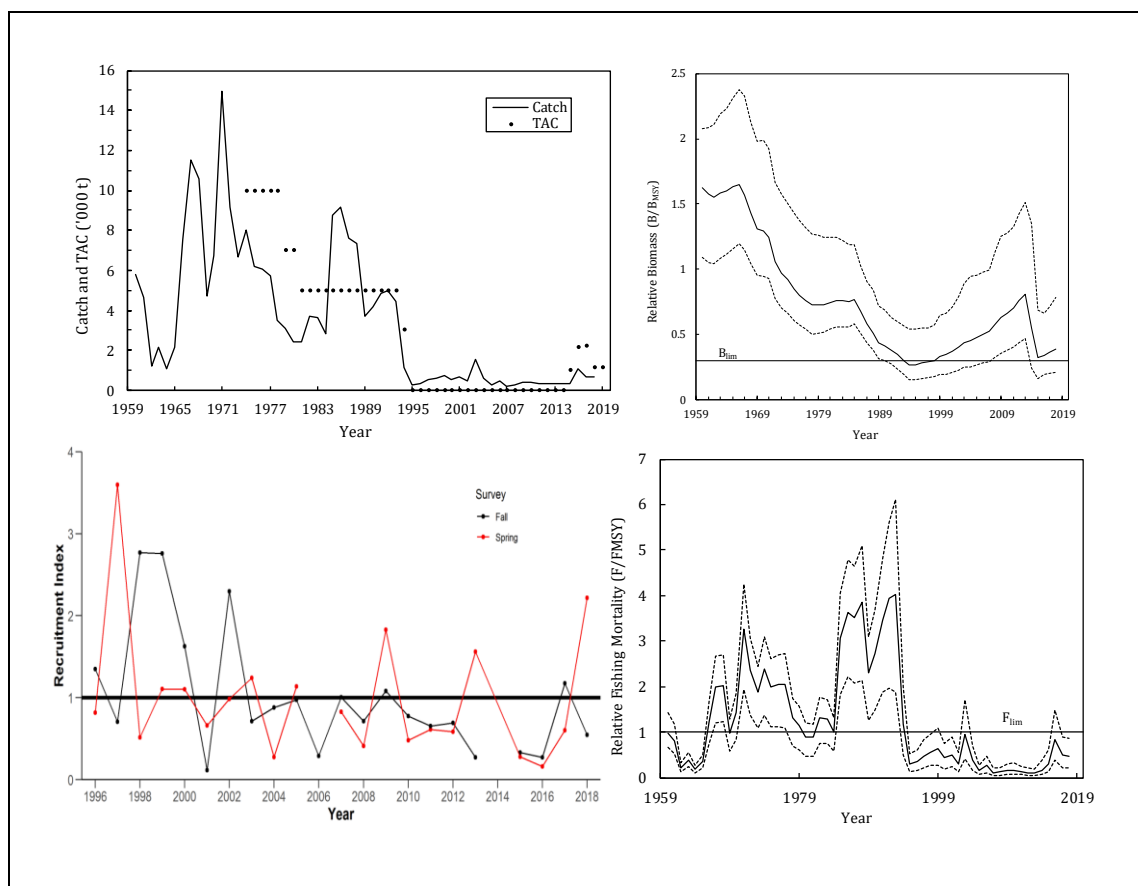 16
14
12
10
8
6
4
2
0
Catch and TAC ('000 t)
Catch
TAC
1959 1965 1971 1977 1983 1989 1995 2001 2007 2013 2019
Year
2.5
2
1.5
1
0.5
0
Relative Biomass (B/BMSY)
Blim
1959 1969 1979 1989 1999 2009 2019
Year
4
3
2
1
0
Recruitment Index
Survey
Fall
Spring
1996 1998 2000 2002 2004 2006 2008 2010 2012 2014 2016 2018
Year
7
6
5
4
3
2
1
0
Relative Fishing Mortality (F/FMSY)
Flim
1959 1979 1999 2019
Year